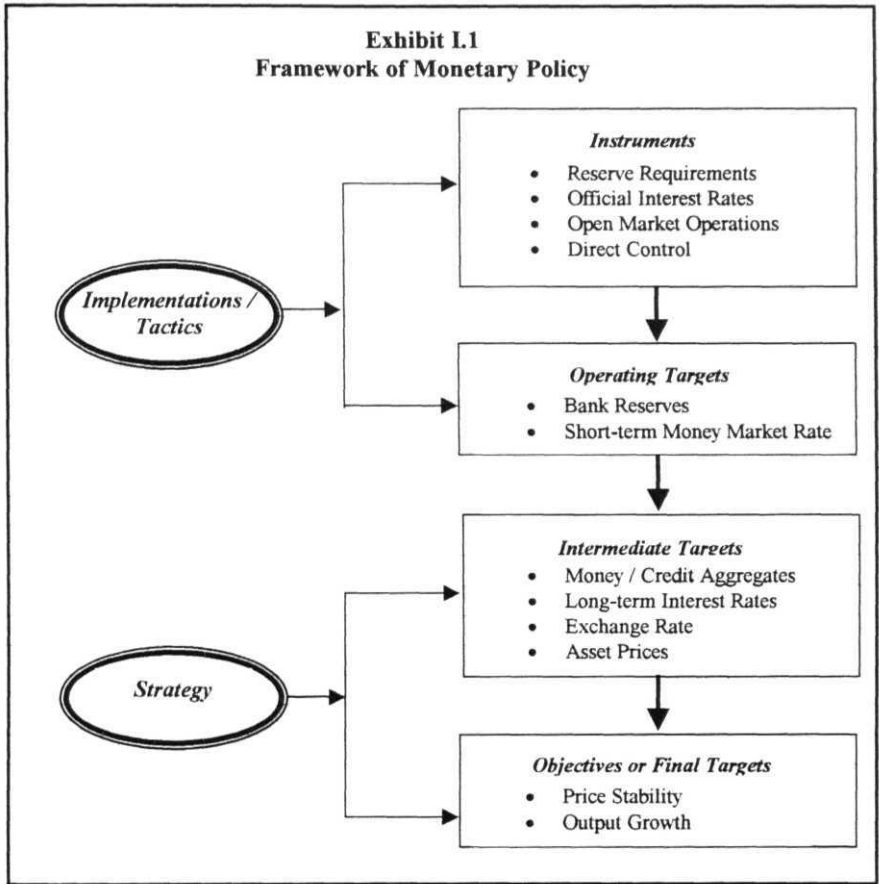 Exhibit I.1
Framework of Monetary Policy
Instruments
• Reserve Requirements
• Official Interest Rates
• Open Market Operations
• Direct Control
Implementations /
Tactics
Operating Targets
• Bank Reserves
• Short-term Money Market Rate
Intermediate Targets
• Money / Credit Aggregates
• Long-term Interest Rates
• Exchange Rate
• Asset Prices
Strategy
Objectives or Final Targets
• Price Stability
• Output Growth